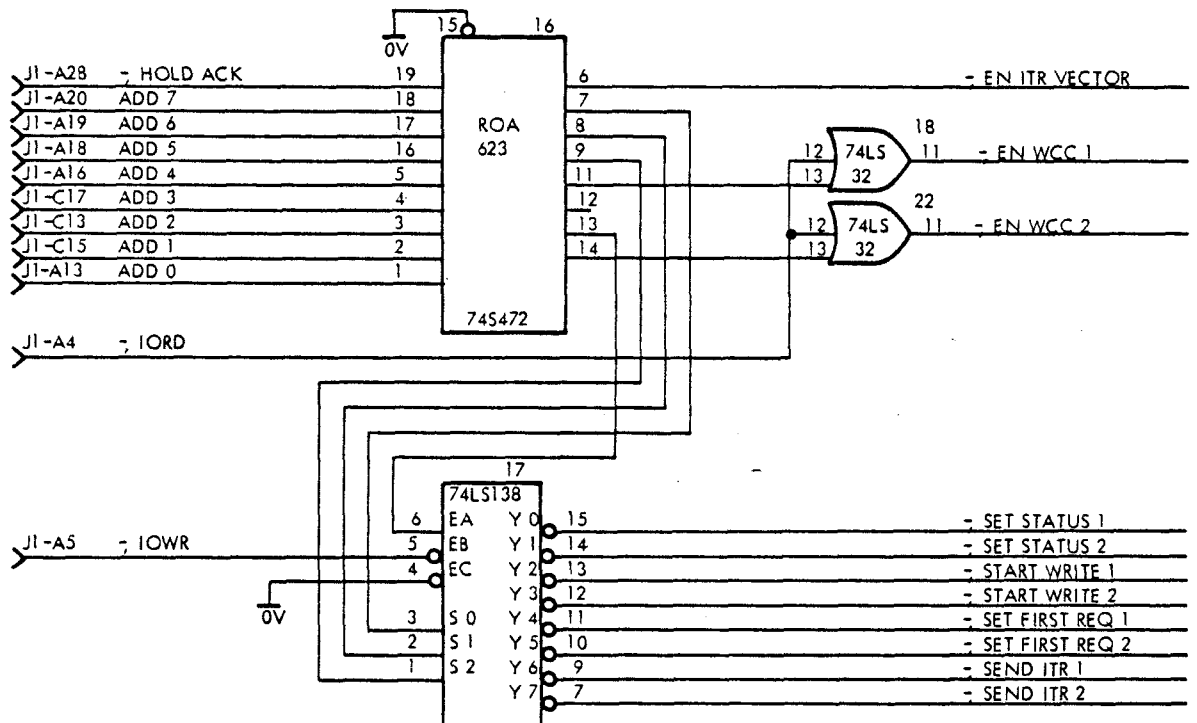 15 16
0V
J1-A28 -, HOLD ACK 19 6 -, EN ITR VECTOR
J1-A20 ADD 7 18 7
J1-A19 ADD 6 17 ROA 8 18
J1-A18 ADD 5 16 623 9 12 74LS 11 -, EN WCC 1
J1-A16 ADD 4 5 11 13 32
J1-C17 ADD 3 4 12 22
J1-C13 ADD 2 3 13 12 74LS 11 -, EN WCC 2
J1-C15 ADD 1 2 14 13 32
J1-A13 ADD 0 1
74S472
J1-A4 -, IORD
17
74LS138
6 EA Y 0 15 -, SET STATUS 1
J1-A5 -, IOWR 5 EB Y 1 14 -, SET STATUS 2
4 EC Y 2 13 -, START WRITE 1
0V Y 3 12 -, START WRITE 2
3 S 0 Y 4 11 -, SET FIRST REQ 1
2 S 1 Y 5 10 -, SET FIRST REQ 2
1 S 2 Y 6 9 -, SEND ITR 1
Y 7 7 -, SEND ITR 2